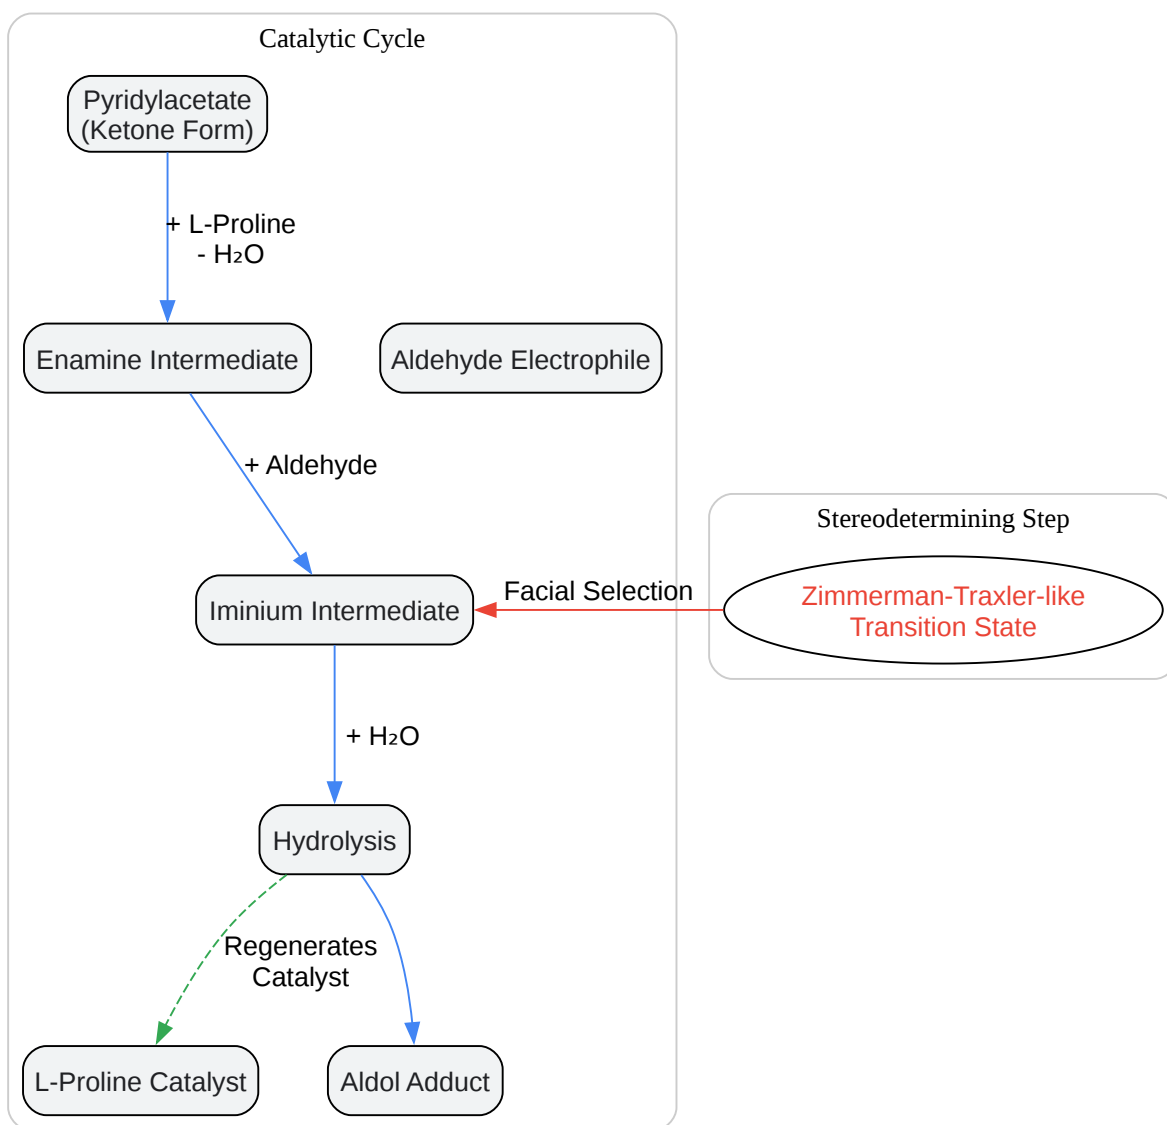 Catalytic Cycle
Pyridylacetate
(Ketone Form)
+ L-Proline
- H₂O
Enamine Intermediate
Aldehyde Electrophile
+ Aldehyde
Stereodetermining Step
Zimmerman-Traxler-like
Transition State
Facial Selection
Iminium Intermediate
+ H₂O
Hydrolysis
Regenerates
Catalyst
L-Proline Catalyst
Aldol Adduct